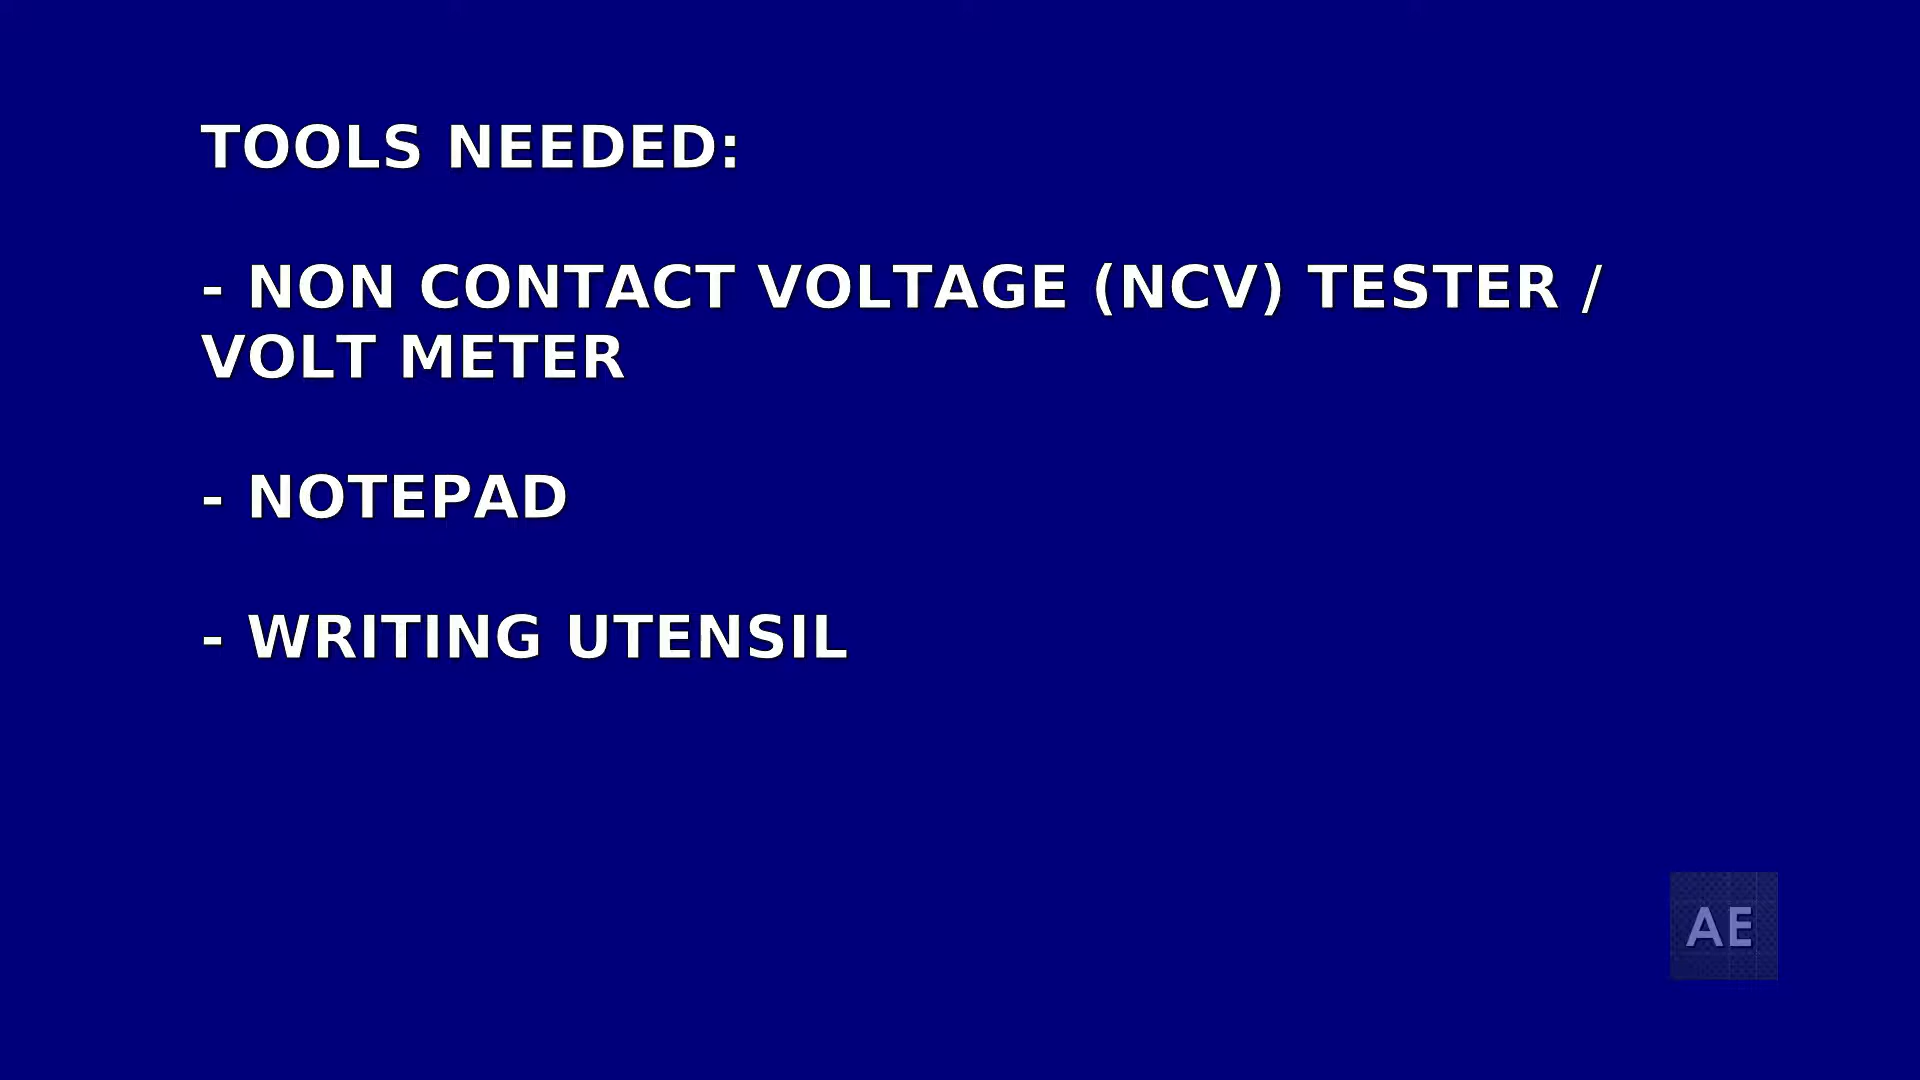 TOOLS NEEDED:
- NON CONTACT VOLTAGE (NCV) TESTER /
VOLT METER
- NOTEPAD
- WRITING UTENSIL
AE